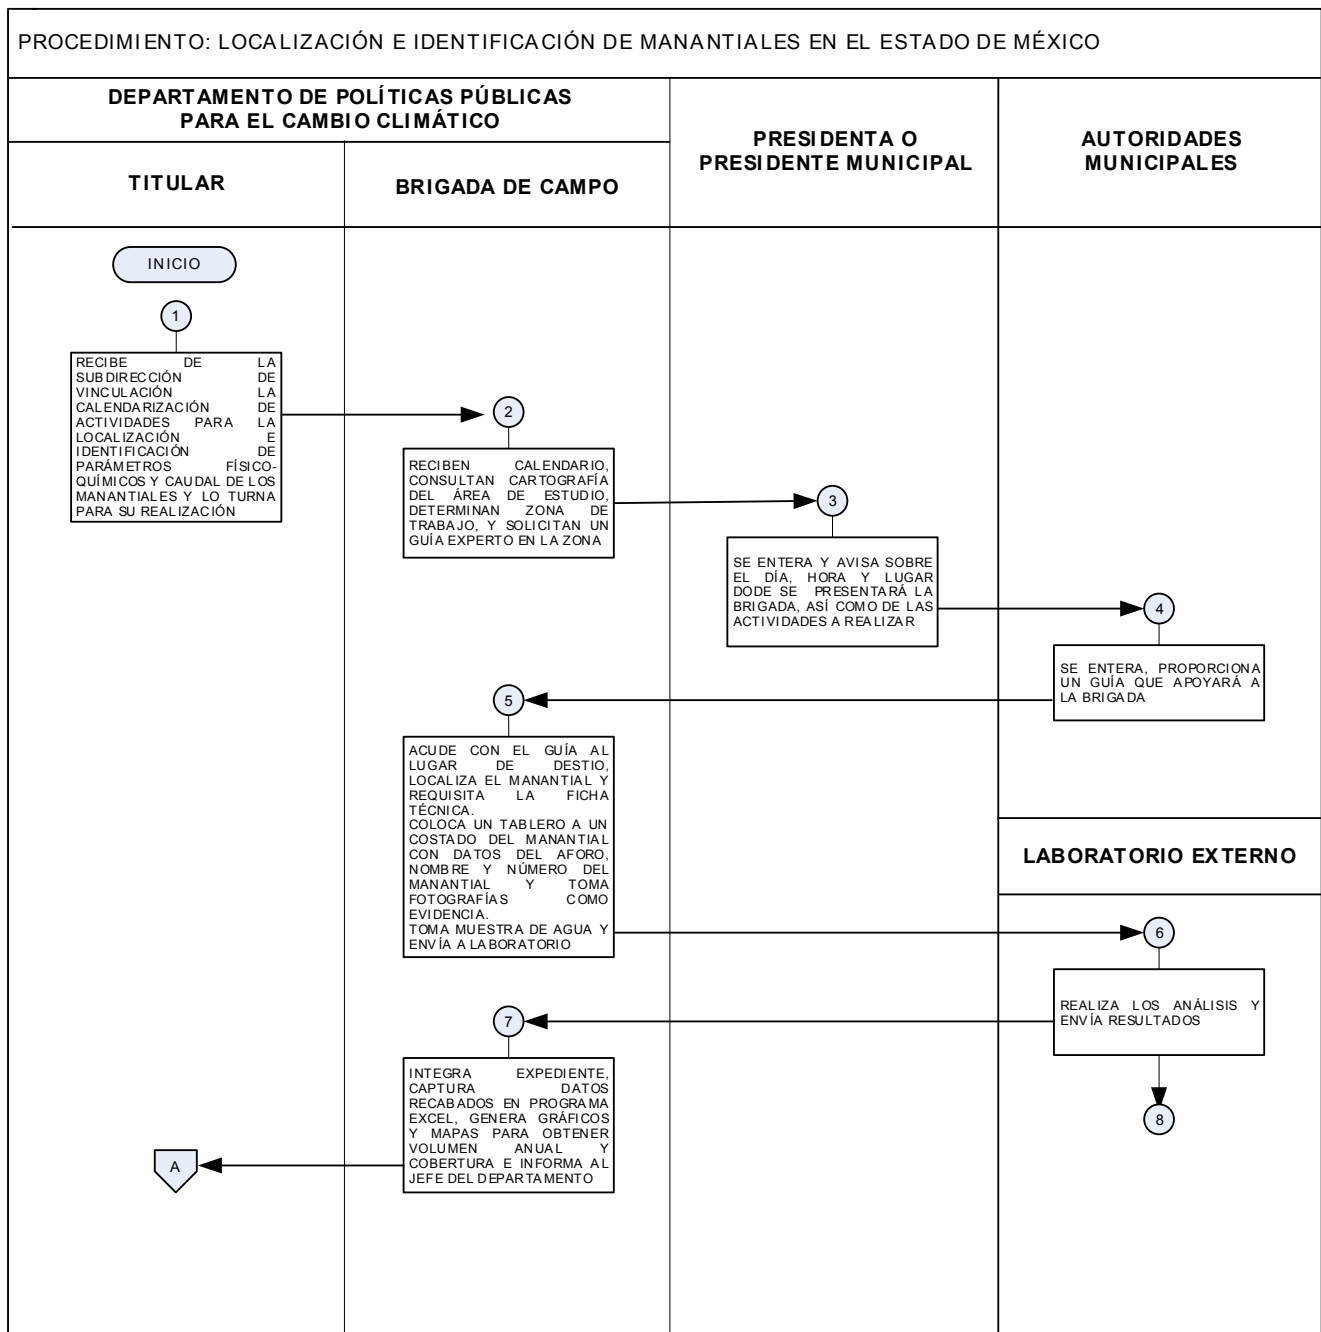 PROCEDIMIENTO: LOCALIZACIÓN E IDENTIFICACIÓN DE MANANTIALES EN EL ESTADO DE MÉXICO
DEPARTAMENTO DE POLÍTICAS PÚBLICAS
PARA EL CAMBIO CLIMÁTICO
TITULAR
BRIGADA DE CAMPO
PRESIDENTA O
PRESIDENTE MUNICIPAL
AUTORIDADES
MUNICIPALES
INICIO
1
RECIBE DE LA
SUBDIRECCIÓN DE
VINCULACIÓN LA
CALENDARIZACIÓN DE
ACTIVIDADES PARA LA
LOCALIZACIÓN E
IDENTIFICACIÓN DE
PARÁMETROS FÍSICO-
QUÍMICOS Y CAUDAL DE LOS
MANANTIALES Y LO TURNA
PARA SU REALIZACIÓN
2
RECIBEN CALENDARIO,
CONSULTAN CARTOGRAFÍA
DEL ÁREA DE ESTUDIO,
DETERMINAN ZONA DE
TRABAJO, Y SOLICITAN UN
GUÍA EXPERTO EN LA ZONA
3
SE ENTERA Y AVISA SOBRE
EL DÍA, HORA Y LUGAR
DODE SE PRESENTARÁ LA
BRIGADA, ASÍ COMO DE LAS
ACTIVIDADES A REALIZAR
4
SE ENTERA, PROPORCIONA
UN GUÍA QUE APOYARÁ A
LA BRIGADA
5
ACUDE CON EL GUÍA AL
LUGAR DE DESTIO,
LOCALIZA EL MANANTIAL Y
REQUISITA LA FICHA
TÉCNICA.
COLOCA UN TABLERO A UN
COSTADO DEL MANANTIAL
CON DATOS DEL AFORO,
NOMBRE Y NÚMERO DEL
MANANTIAL Y TOMA
FOTOGRAFÍAS COMO
EVIDENCIA.
TOMA MUESTRA DE AGUA Y
ENVÍA A LABORATORIO
LABORATORIO EXTERNO
6
REALIZA LOS ANÁLISIS Y
ENVÍA RESULTADOS
7
INTEGRA EXPEDIENTE,
CAPTURA DATOS
RECABADOS EN PROGRAMA
EXCEL, GENERA GRÁFICOS
Y MAPAS PARA OBTENER
VOLUMEN ANUAL Y
COBERTURA E INFORMA AL
JEFE DEL DEPARTAMENTO
8
A